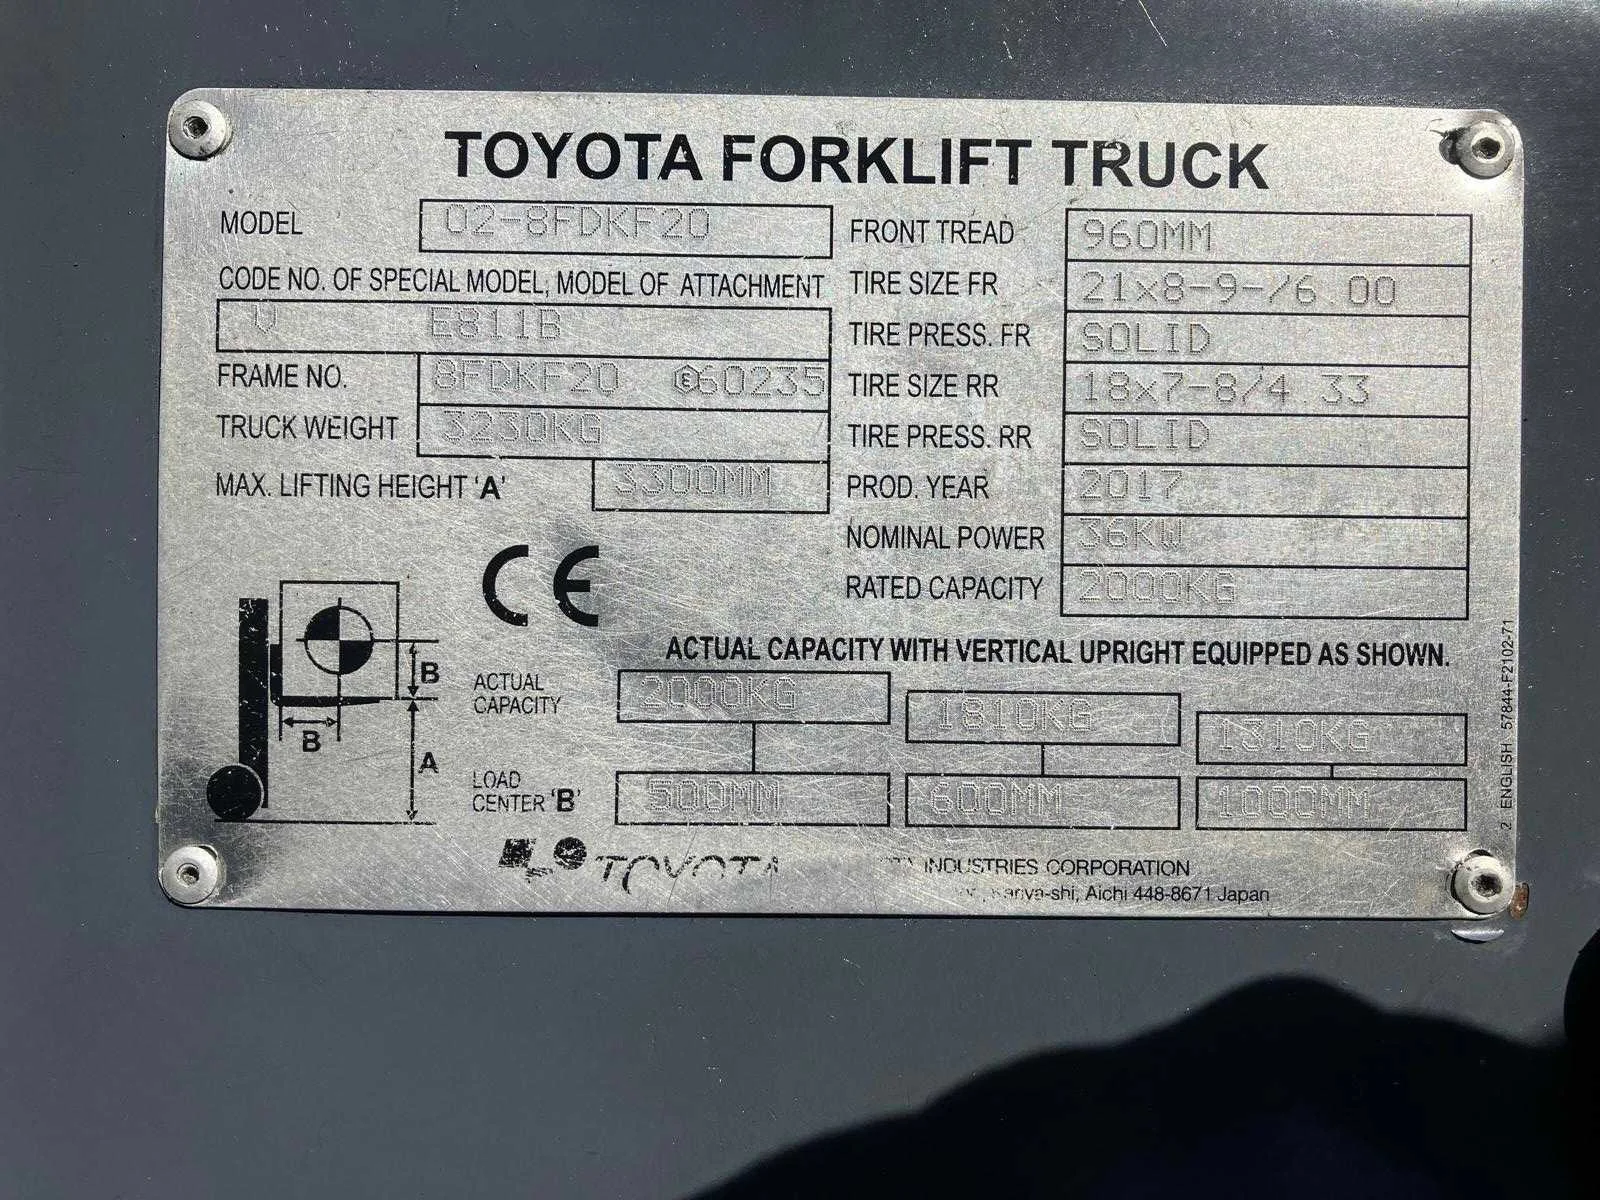 TOYOTA FORKLIFT TRUCK
MODEL 02-8FDKF20
CODE NO. OF SPECIAL MODEL, MODEL OF ATTACHMENT
V E811B
FRAME NO. 8FDKF20 E60235
TRUCK WEIGHT 3230KG
MAX. LIFTING HEIGHT 'A' 3300MM
FRONT TREAD 960MM
TIRE SIZE FR 21x8-9-/6.00
TIRE PRESS. FR SOLID
TIRE SIZE RR 18x7-8/4.33
TIRE PRESS. RR SOLID
PROD. YEAR 2017
NOMINAL POWER 36KW
RATED CAPACITY 2000KG
CE
B
B
A
ACTUAL CAPACITY WITH VERTICAL UPRIGHT EQUIPPED AS SHOWN.
ACTUAL
CAPACITY
2000KG 1810KG 1310KG
LOAD
CENTER 'B'
500MM 600MM 1000MM
TOYOTA
INDUSTRIES CORPORATION
Aichi 448-8671 Japan
2 ENGLISH 57844-F2102-71